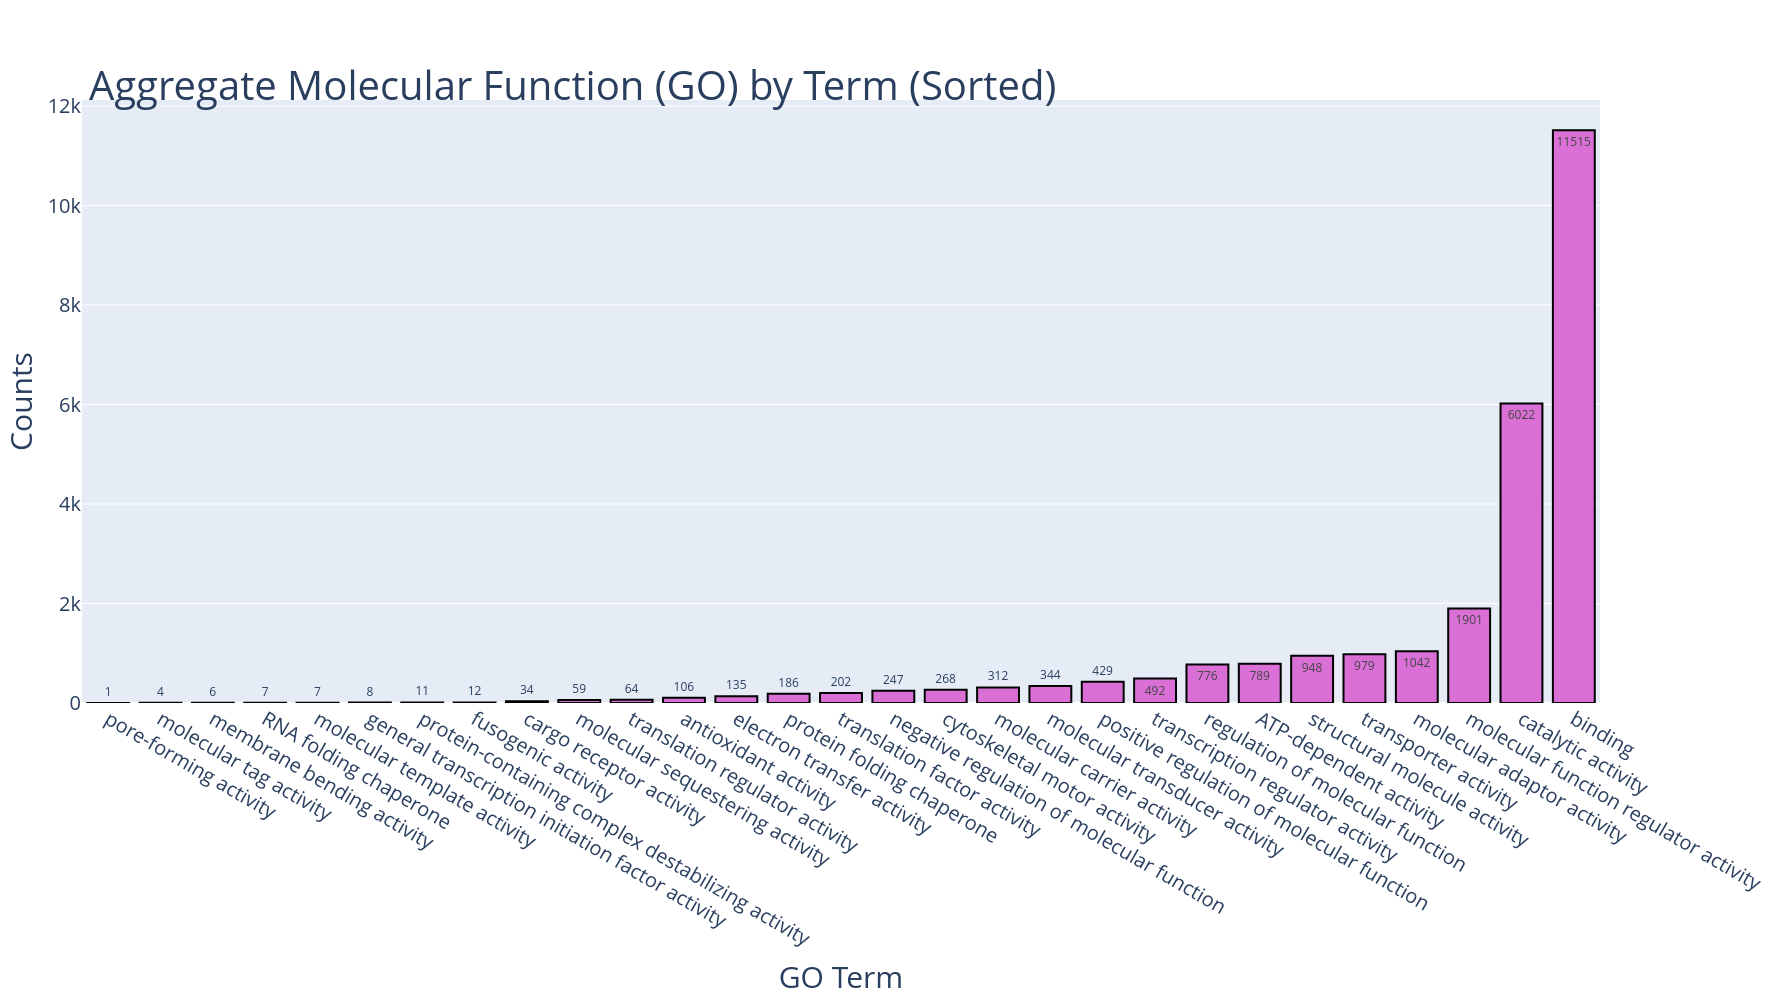 Aggregate Molecular Function (GO) by Term (Sorted)
12k
10k
8k
6k
4k
2k
0
Counts
1
4
6
7
7
8
11
12
34
59
64
106
135
186
202
247
268
312
344
429
492
776
789
948
979
1042
1901
6022
11515
pore-forming activity
molecular tag activity
membrane bending activity
RNA folding chaperone
molecular template activity
general transcription initiation factor activity
protein-containing complex destabilizing activity
fusogenic activity
cargo receptor activity
molecular sequestering activity
translation regulator activity
antioxidant activity
electron transfer activity
protein folding chaperone
translation factor activity
negative regulation of molecular function
cytoskeletal motor activity
molecular carrier activity
molecular transducer activity
positive regulation of molecular function
transcription regulator activity
regulation of molecular function
ATP-dependent activity
structural molecule activity
transporter activity
molecular adaptor activity
molecular function regulator activity
catalytic activity
binding
GO Term